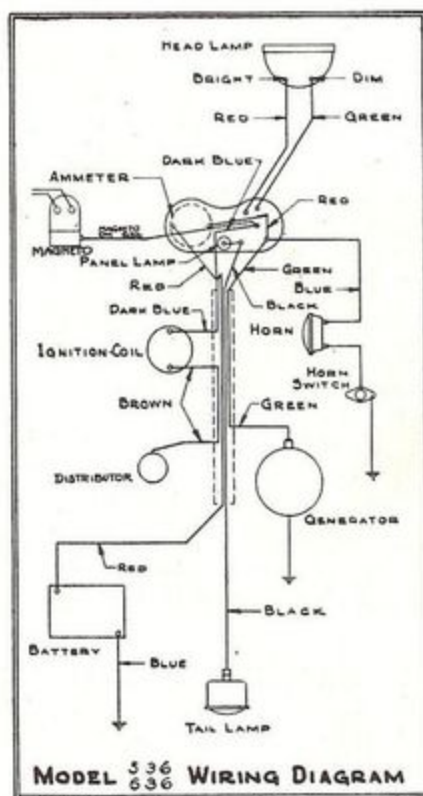 HEAD LAMP
BRIGHT
DIM
RED
GREEN
DARK BLUE
AMMETER
RED
MAGNETO
MAGNETO
PANEL LAMP
GREEN
RED
BLACK
BLUE
DARK BLUE
HORN
IGNITION-COIL
HORN
SWITCH
BROWN
GREEN
DISTRIBUTOR
GENERATOR
RED
BLACK
BATTERY
BLUE
TAIL LAMP
MODEL 536 636 WIRING DIAGRAM